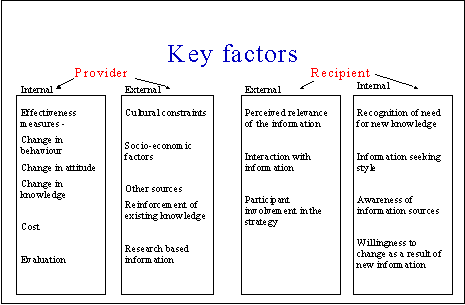 Key factors
Provider
Recipient
Internal
Effectiveness
measures -
Change in
behaviour
Change in attitude
Change in
knowledge
Cost
Evaluation
External
Cultural constraints
Socio-economic
factors
Other sources
Reinforcement of
existing knowledge
Research based
information
External
Perceived relevance
of the information
Interaction with
information
Participant
involvement in the
strategy
Internal
Recognition of need
for new knowledge
Information seeking
style
Awareness of
information sources
Willingness to
change as a result of
new information